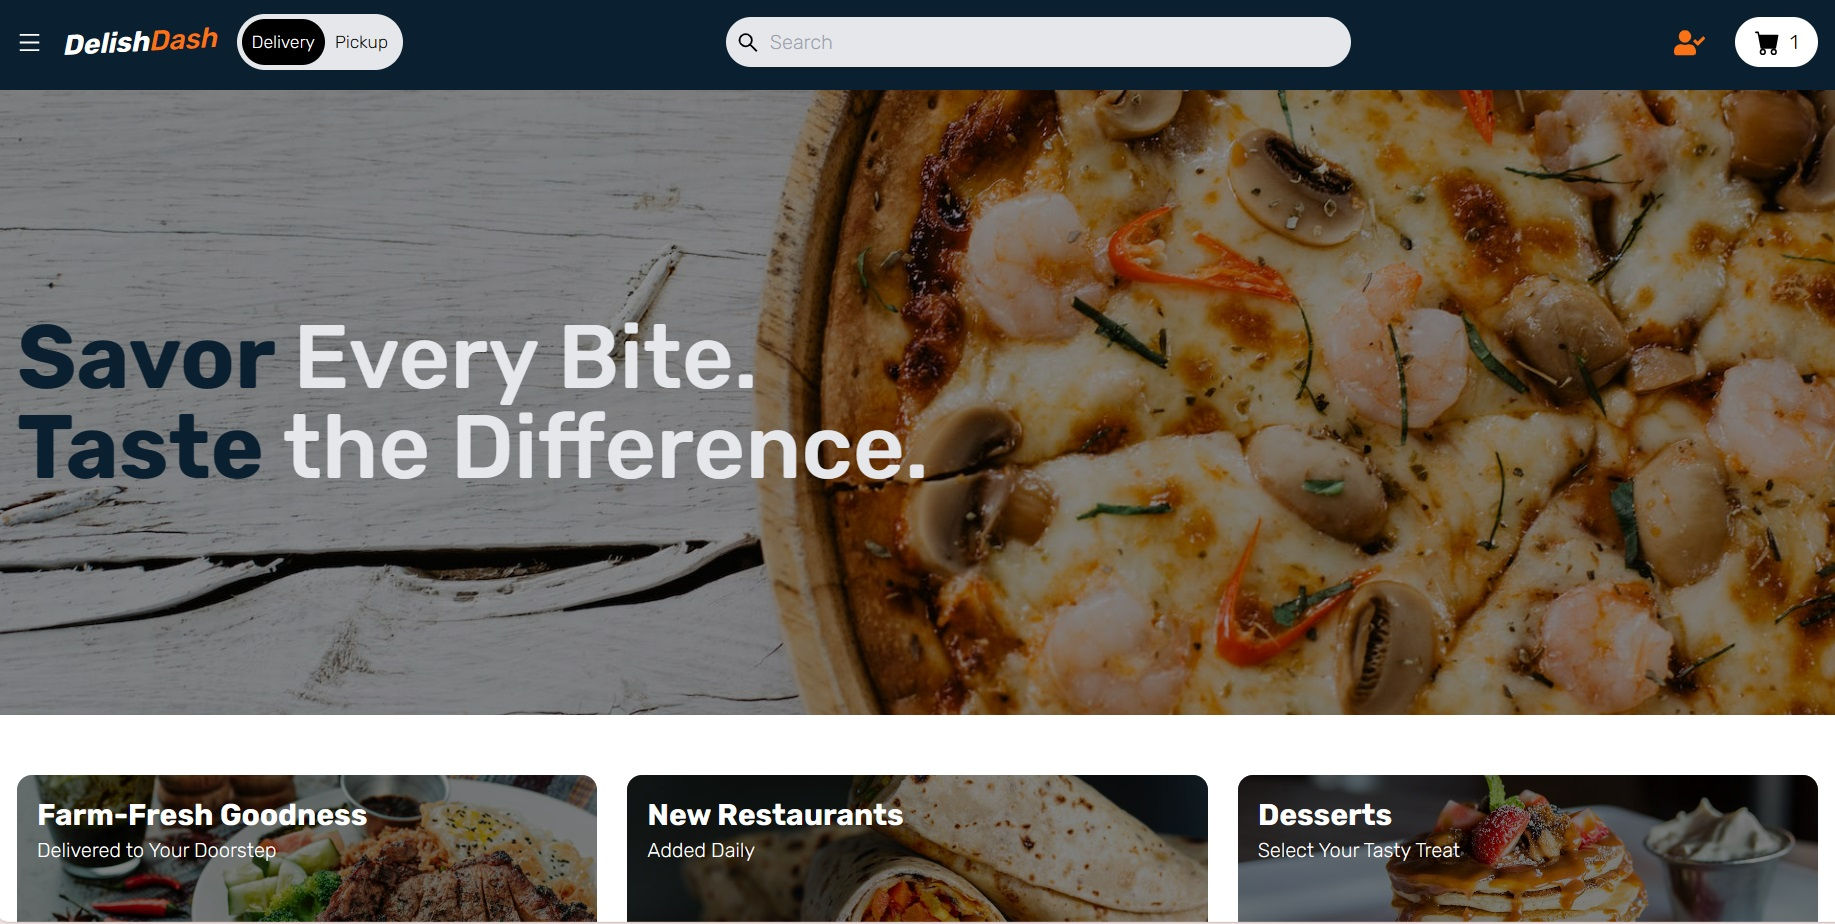 DelishDash
Delivery
Pickup
Search
1
Savor Every Bite.
Taste the Difference.
Farm-Fresh Goodness
Delivered to Your Doorstep
New Restaurants
Added Daily
Desserts
Select Your Tasty Treat